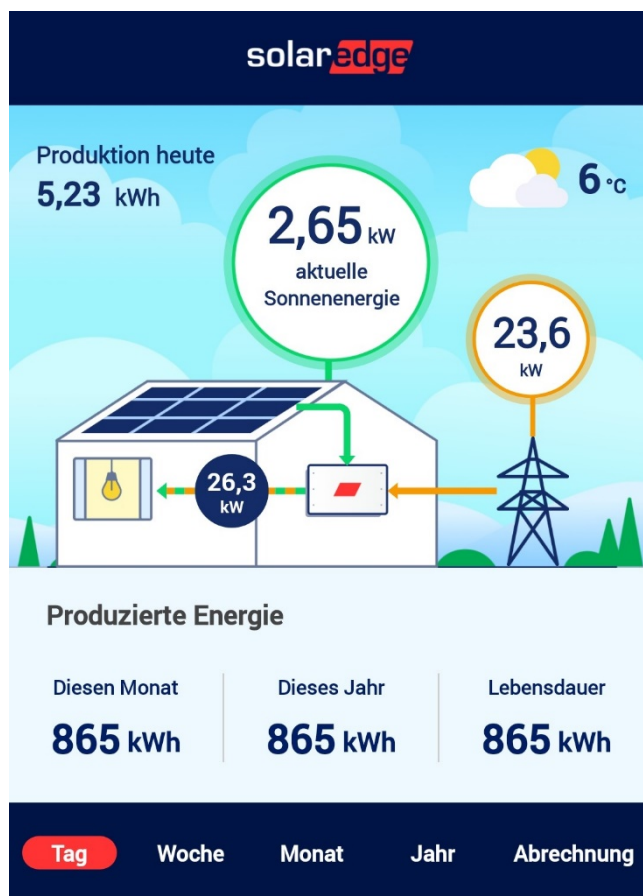 solaredge
Produktion heute
5,23 kWh
6 °C
2,65 kW
aktuelle
Sonnenenergie
23,6
kW
26,3
kW
Produzierte Energie
Diesen Monat
865 kWh
Dieses Jahr
865 kWh
Lebensdauer
865 kWh
Tag Woche Monat Jahr Abrechnung